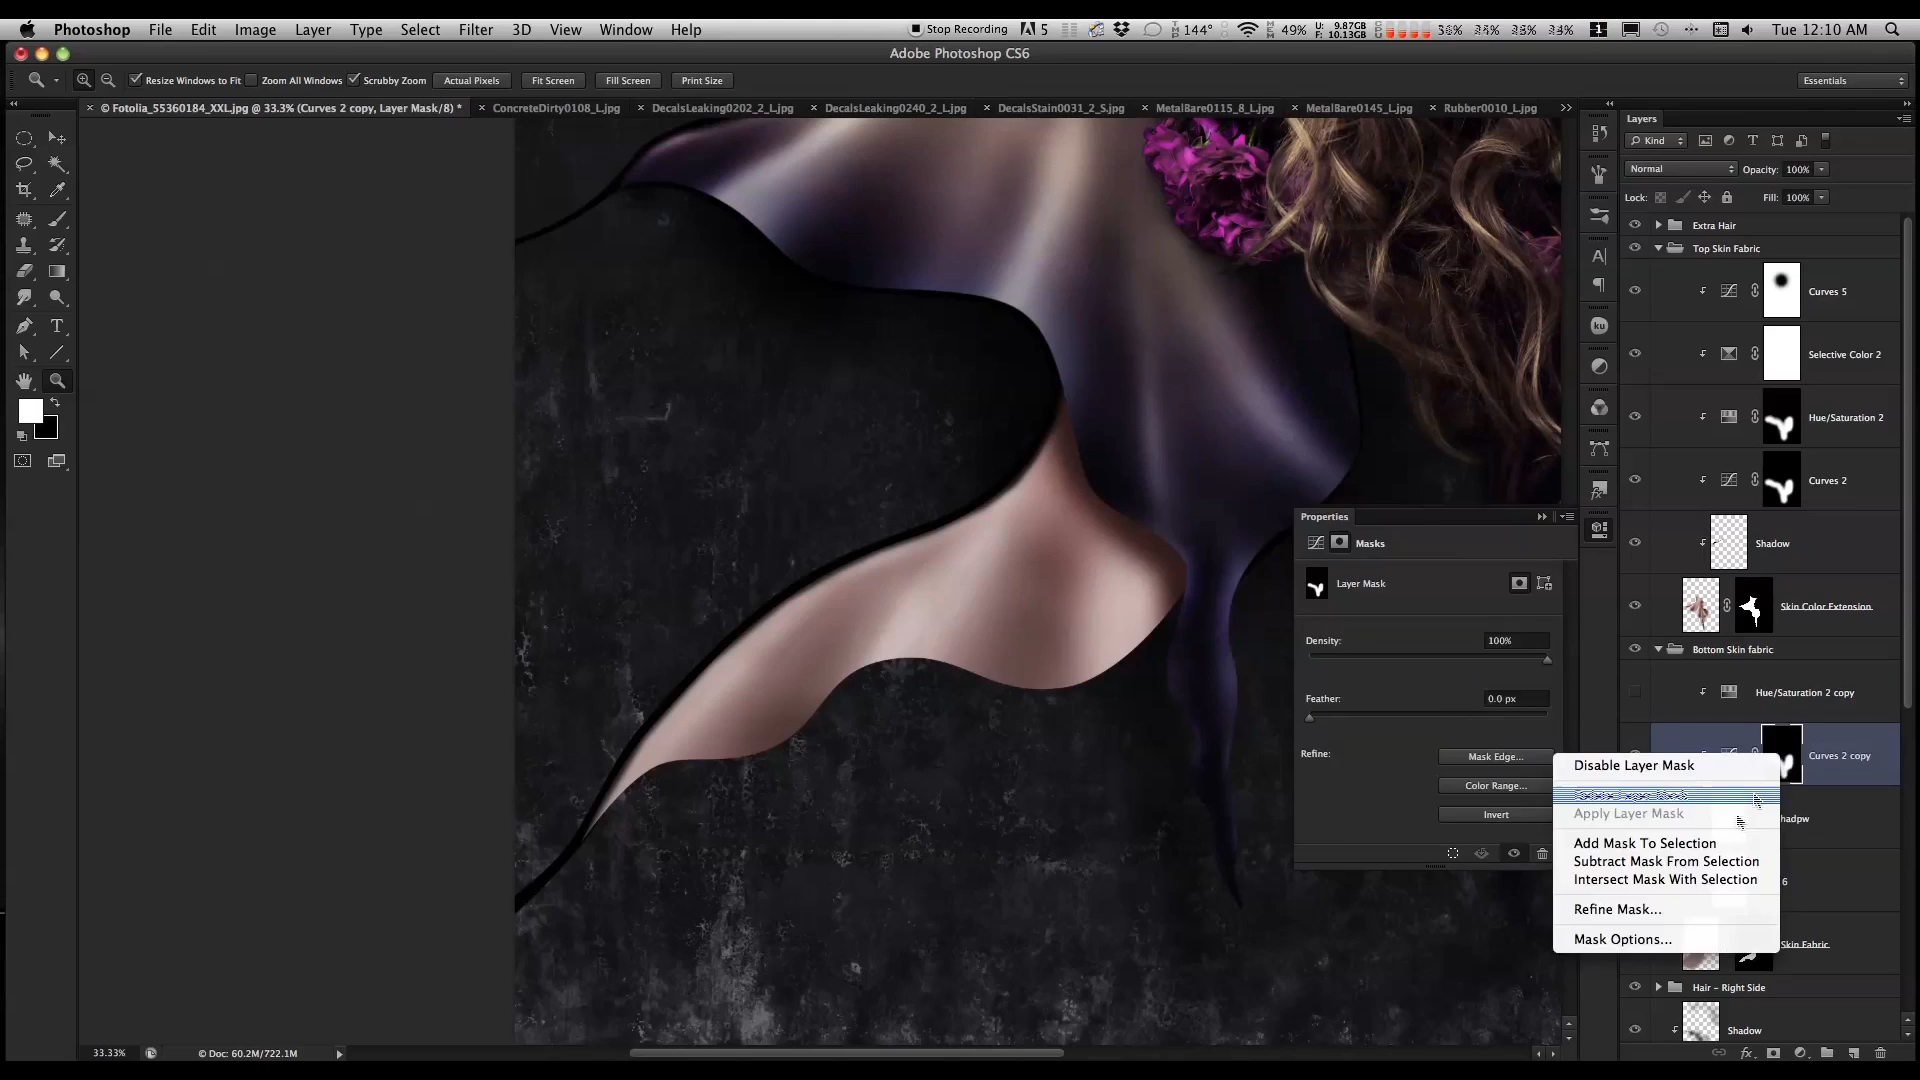 Photoshop File Edit Image Layer Type Select Filter 3D View Window Help Stop Recording 5 144° 49% U: 9.87GB F: 10.13GB Tue 12:10 AM
Adobe Photoshop CS6
Resize Windows to Fit Zoom All Windows Scrubby Zoom Actual Pixels Fit Screen Fill Screen Print Size Essentials
© Fotolia_55360184_XXL.jpg @ 33.3% (Curves 2 copy, Layer Mask/8) * ConcreteDirty0108_L.jpg DecalsLeaking0202_2_L.jpg DecalsLeaking0240_2_L.jpg DecalsStain0031_2_S.jpg MetalBare0115_8_L.jpg MetalBare0145_L.jpg Rubber0010_L.jpg
Layers
Kind
Normal Opacity: 100%
Lock: Fill: 100%
Extra Hair
Top Skin Fabric
Curves 5
Selective Color 2
Hue/Saturation 2
Curves 2
Shadow
Skin Color Extension
Bottom Skin fabric
Hue/Saturation 2 copy
Curves 2 copy
hadpw
6
Skin Fabric
Hair - Right Side
Shadow
Properties
Masks
Layer Mask
Density: 100%
Feather: 0.0 px
Refine: Mask Edge...
Color Range...
Invert
Disable Layer Mask
Apply Layer Mask
Add Mask To Selection
Subtract Mask From Selection
Intersect Mask With Selection
Refine Mask...
Mask Options...
33.33% © Doc: 60.2M/722.1M